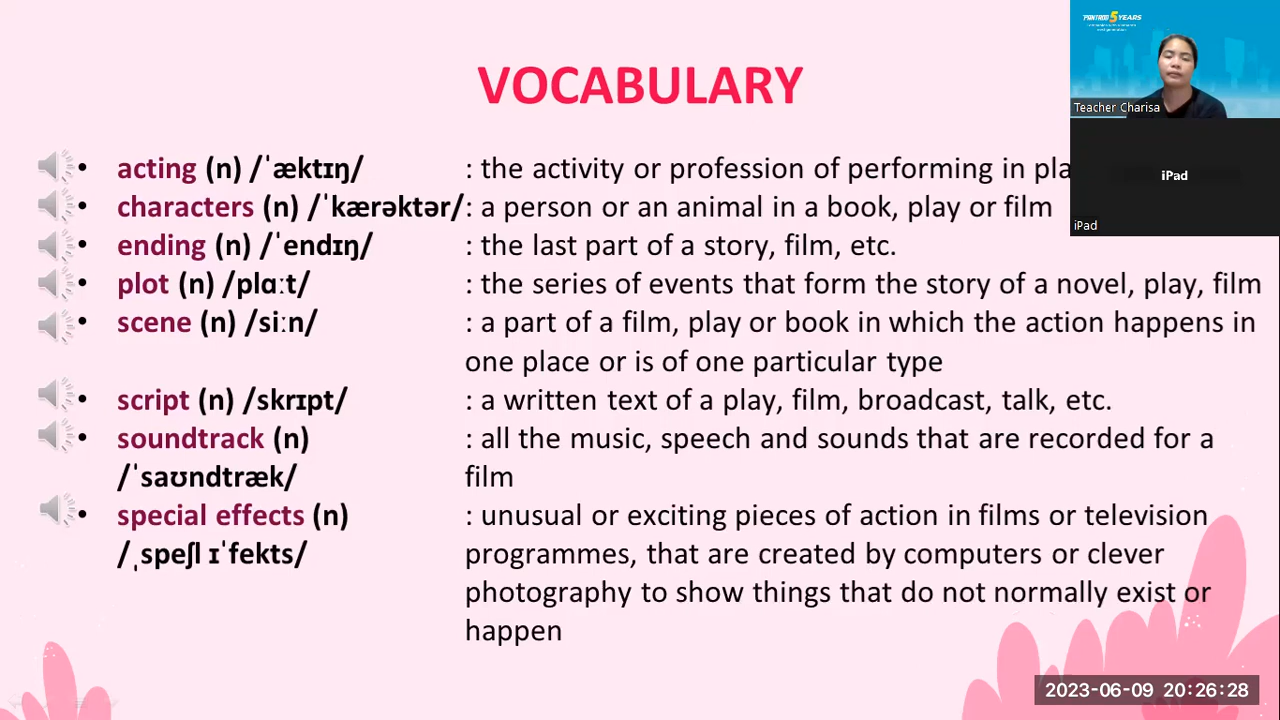 VOCABULARY
• acting (n) /ˈæktɪŋ/ : the activity or profession of performing in
• characters (n) /ˈkærəktər/ : a person or an animal in a book, play or film
• ending (n) /ˈendɪŋ/ : the last part of a story, film, etc.
• plot (n) /plɑːt/ : the series of events that form the story of a novel, play, film
• scene (n) /siːn/ : a part of a film, play or book in which the action happens in
one place or is of one particular type
• script (n) /skrɪpt/ : a written text of a play, film, broadcast, talk, etc.
• soundtrack (n) : all the music, speech and sounds that are recorded for a
/ˈsaʊndtræk/ film
• special effects (n) : unusual or exciting pieces of action in films or television
/ˌspeʃl ɪˈfekts/ programmes, that are created by computers or clever
photography to show things that do not normally exist or
happen
5 YEARS
Teacher Charisa
iPad
iPad
2023-06-09 20:26:28